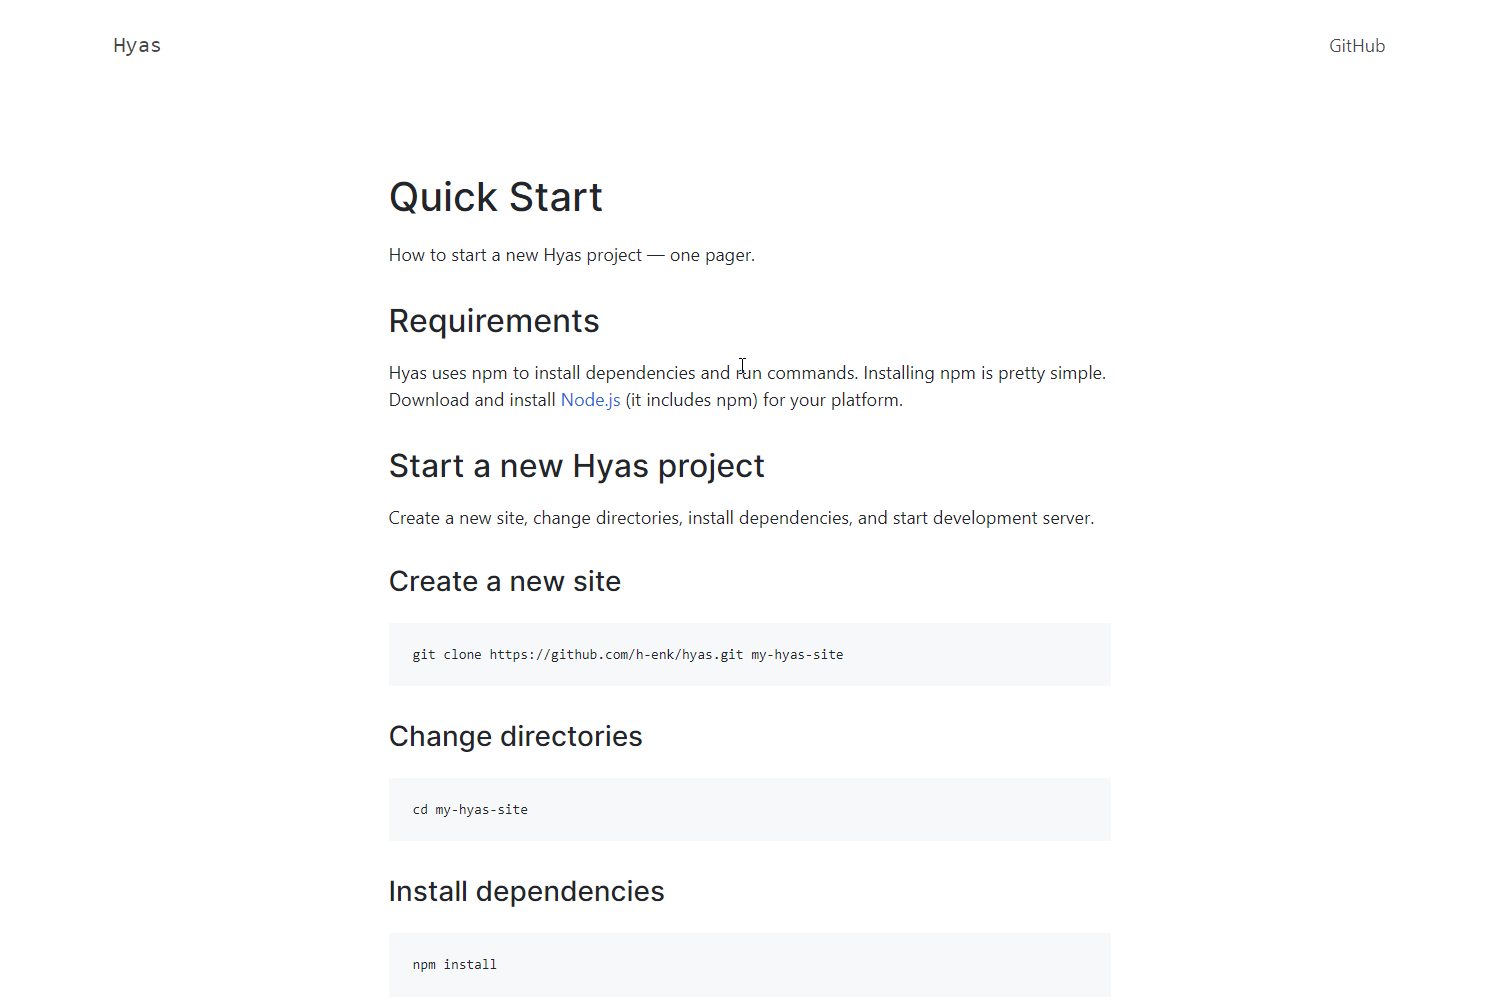 Hyas
GitHub
Quick Start
How to start a new Hyas project — one pager.
Requirements
Hyas uses npm to install dependencies and run commands. Installing npm is pretty simple.
Download and install Node.js (it includes npm) for your platform.
Start a new Hyas project
Create a new site, change directories, install dependencies, and start development server.
Create a new site
git clone https://github.com/h-enk/hyas.git my-hyas-site
Change directories
cd my-hyas-site
Install dependencies
npm install